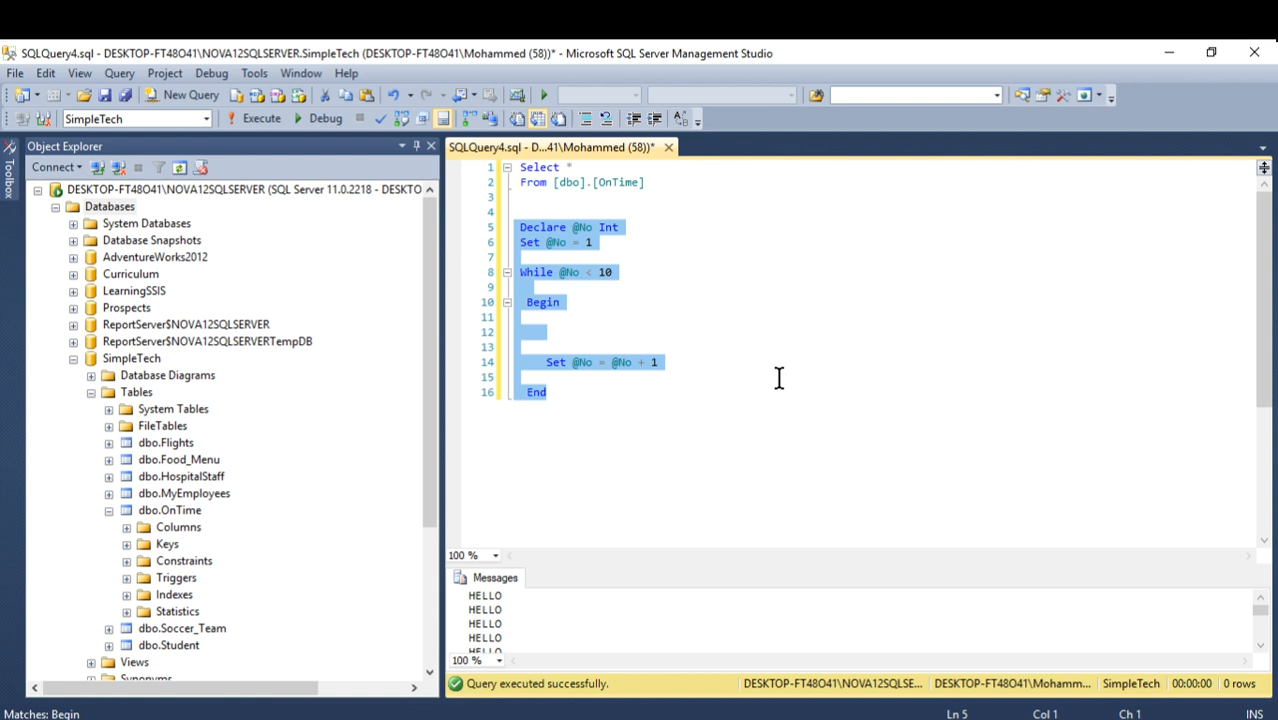 SQLQuery4.sql - DESKTOP-FT48O41\NOVA12SQLSERVER.SimpleTech (DESKTOP-FT48O41\Mohammed (58))* - Microsoft SQL Server Management Studio
File Edit View Query Project Debug Tools Window Help
New Query
SimpleTech Execute Debug
Toolbox
Object Explorer
Connect
DESKTOP-FT48O41\NOVA12SQLSERVER (SQL Server 11.0.2218 - DESKTO
Databases
System Databases
Database Snapshots
AdventureWorks2012
Curriculum
LearningSSIS
Prospects
ReportServer$NOVA12SQLSERVER
ReportServer$NOVA12SQLSERVERTempDB
SimpleTech
Database Diagrams
Tables
System Tables
FileTables
dbo.Flights
dbo.Food_Menu
dbo.HospitalStaff
dbo.MyEmployees
dbo.OnTime
Columns
Keys
Constraints
Triggers
Indexes
Statistics
dbo.Soccer_Team
dbo.Student
Views
Synonyms
SQLQuery4.sql - D...41\Mohammed (58))*
1 Select *
2 From [dbo].[OnTime]
3
4
5 Declare @No Int
6 Set @No = 1
7
8 While @No < 10
9
10 Begin
11
12
13
14 Set @No = @No + 1
15
16 End
100 %
Messages
HELLO
HELLO
HELLO
HELLO
HELLO
100 %
Query executed successfully. DESKTOP-FT48O41\NOVA12SQLSE... DESKTOP-FT48O41\Mohamm... SimpleTech 00:00:00 0 rows
Matches: Begin Ln 5 Col 1 Ch 1 INS